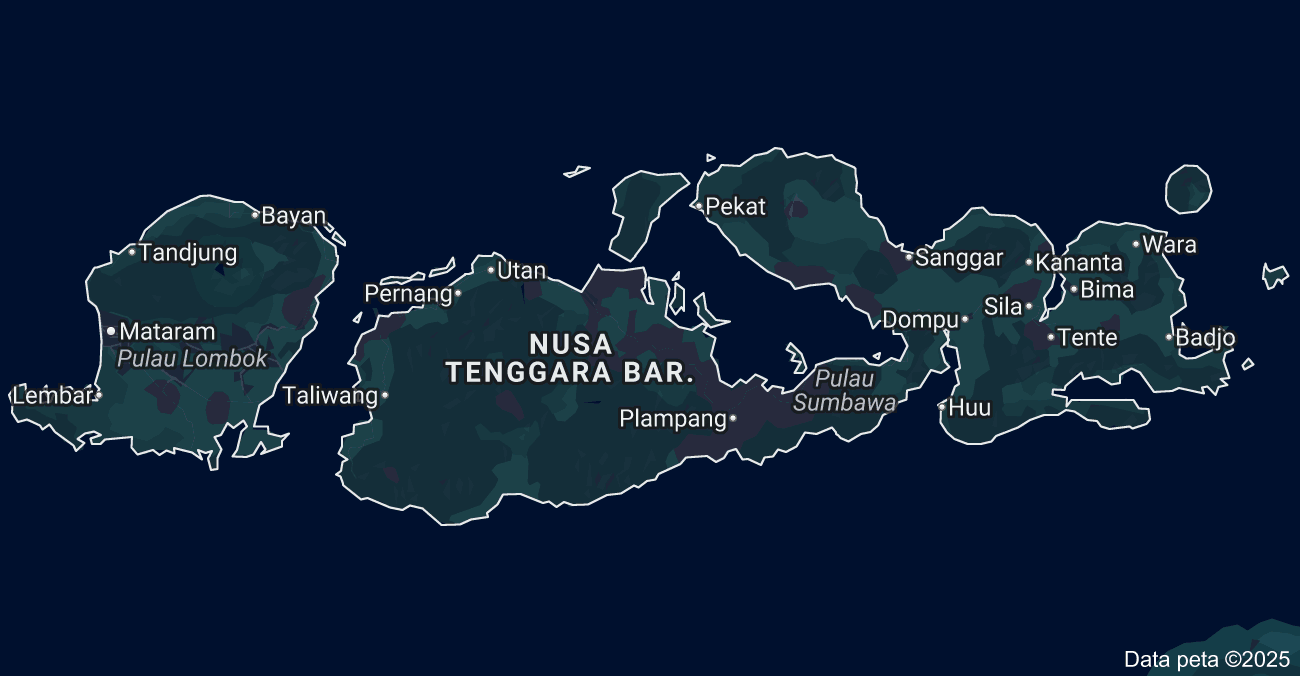 Bayan
Tandjung
Mataram
Pulau Lombok
Lembar
Utan
Pernang
Taliwang
NUSA
TENGGARA BAR.
Plampang
Pekat
Sanggar
Kananta
Wara
Bima
Sila
Dompu
Tente
Badjo
Pulau
Sumbawa
Huu
Data peta ©2025